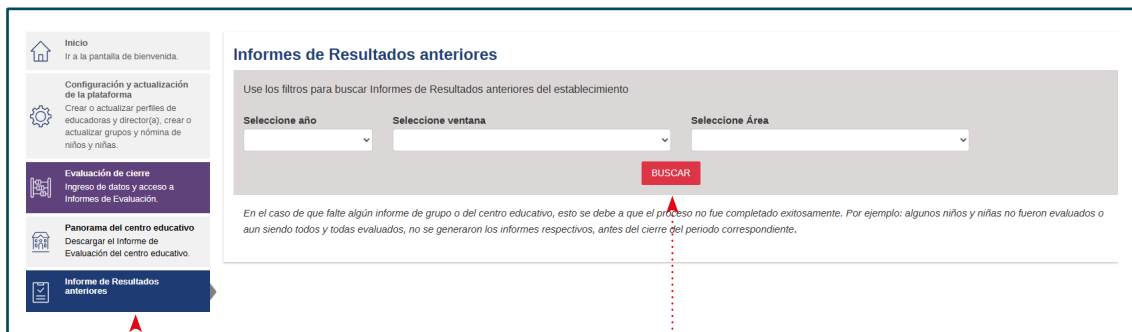 Inicio
Ir a la pantalla de bienvenida.
Configuración y actualización
de la plataforma
Crear o actualizar perfiles de
educadoras y director(a), crear o
actualizar grupos y nómina de
niños y niñas.
Evaluación de cierre
Ingreso de datos y acceso a
Informes de Evaluación.
Panorama del centro educativo
Descargar el Informe de
Evaluación del centro educativo.
Informe de Resultados
anteriores
Informes de Resultados anteriores
Use los filtros para buscar Informes de Resultados anteriores del establecimiento
Seleccione año Seleccione ventana Seleccione Área
BUSCAR
En el caso de que falte algún informe de grupo o del centro educativo, esto se debe a que el proceso no fue completado exitosamente. Por ejemplo: algunos niños y niñas no fueron evaluados o
aun siendo todos y todas evaluados, no se generaron los informes respectivos, antes del cierre del periodo correspondiente.